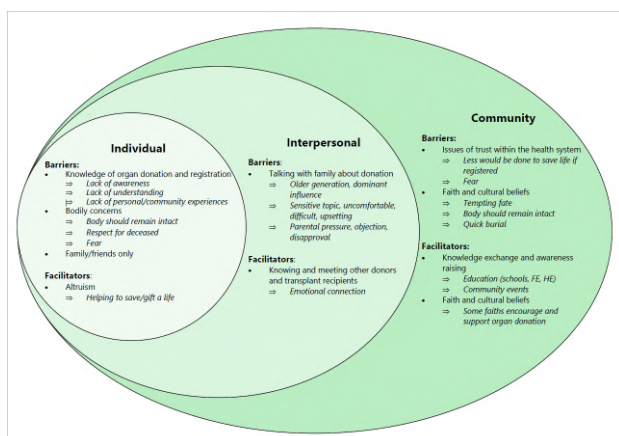 Individual
Barriers:
• Knowledge of organ donation and registration
⇒ Lack of awareness
⇒ Lack of understanding
⇒ Lack of personal/community experiences
• Bodily concerns
⇒ Body should remain intact
⇒ Respect for deceased
⇒ Fear
• Family/friends only
Facilitators:
• Altruism
⇒ Helping to save/gift a life
Interpersonal
Barriers:
• Talking with family about donation
⇒ Older generation, dominant
influence
⇒ Sensitive topic, uncomfortable,
difficult, upsetting
⇒ Parental pressure, objection,
disapproval
Facilitators:
• Knowing and meeting other donors
and transplant recipients
⇒ Emotional connection
Community
Barriers:
• Issues of trust within the health system
⇒ Less would be done to save life if
registered
⇒ Fear
• Faith and cultural beliefs
⇒ Tempting fate
⇒ Body should remain intact
⇒ Quick burial
Facilitators:
• Knowledge exchange and awareness
raising
⇒ Education (schools, FE, HE)
⇒ Community events
• Faith and cultural beliefs
⇒ Some faiths encourage and
support organ donation